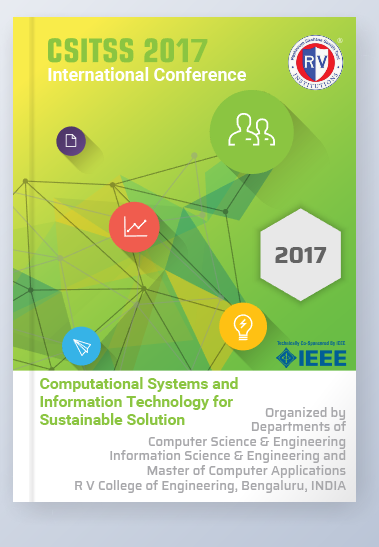 CSITSS 2017
International Conference
RV
INSTITUTIONS
2017
Technically Co-Sponsored By IEEE
IEEE
Computational Systems and
Information Technology for
Sustainable Solution
Organized by
Departments of
Computer Science & Engineering
Information Science & Engineering and
Master of Computer Applications
R V College of Engineering, Bengaluru, INDIA